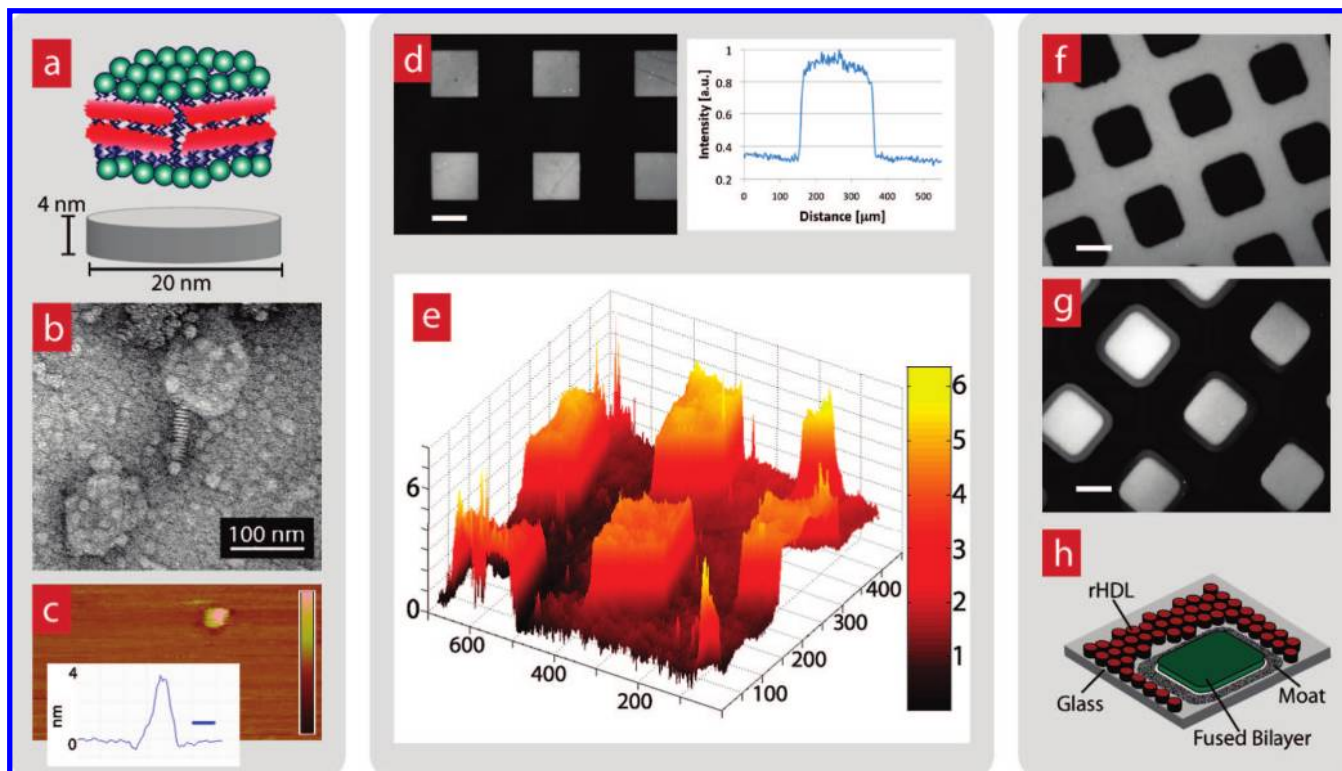 a
4 nm
20 nm
b
100 nm
c
4
nm
0
d
1
0.8
0.6
0.4
0.2
Intensity [a.u.]
0 100 200 300 400 500
Distance [μm]
e
6
0
600
400
200
100
200
300
400
6
5
4
3
2
1
f
g
h
rHDL
Glass
Moat
Fused Bilayer